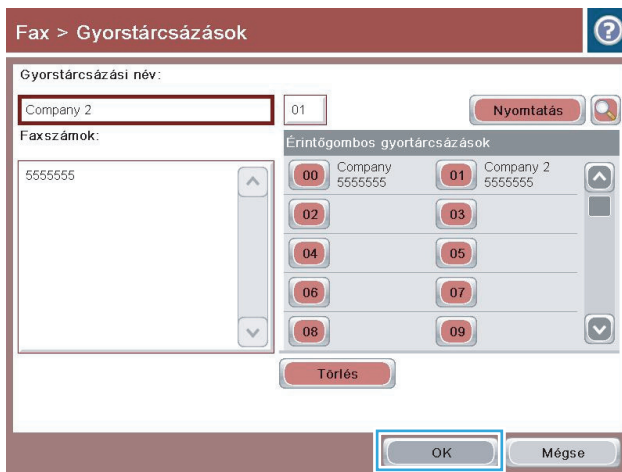 Fax > Gyorstárcsázások
?
Gyorstárcsázási név:
Company 2
01
Nyomtatás
Faxszámok:
Érintőgombos gyortárcsázások
5555555
00 Company 5555555
01 Company 2 5555555
02
03
04
05
06
07
08
09
Törlés
OK
Mégse